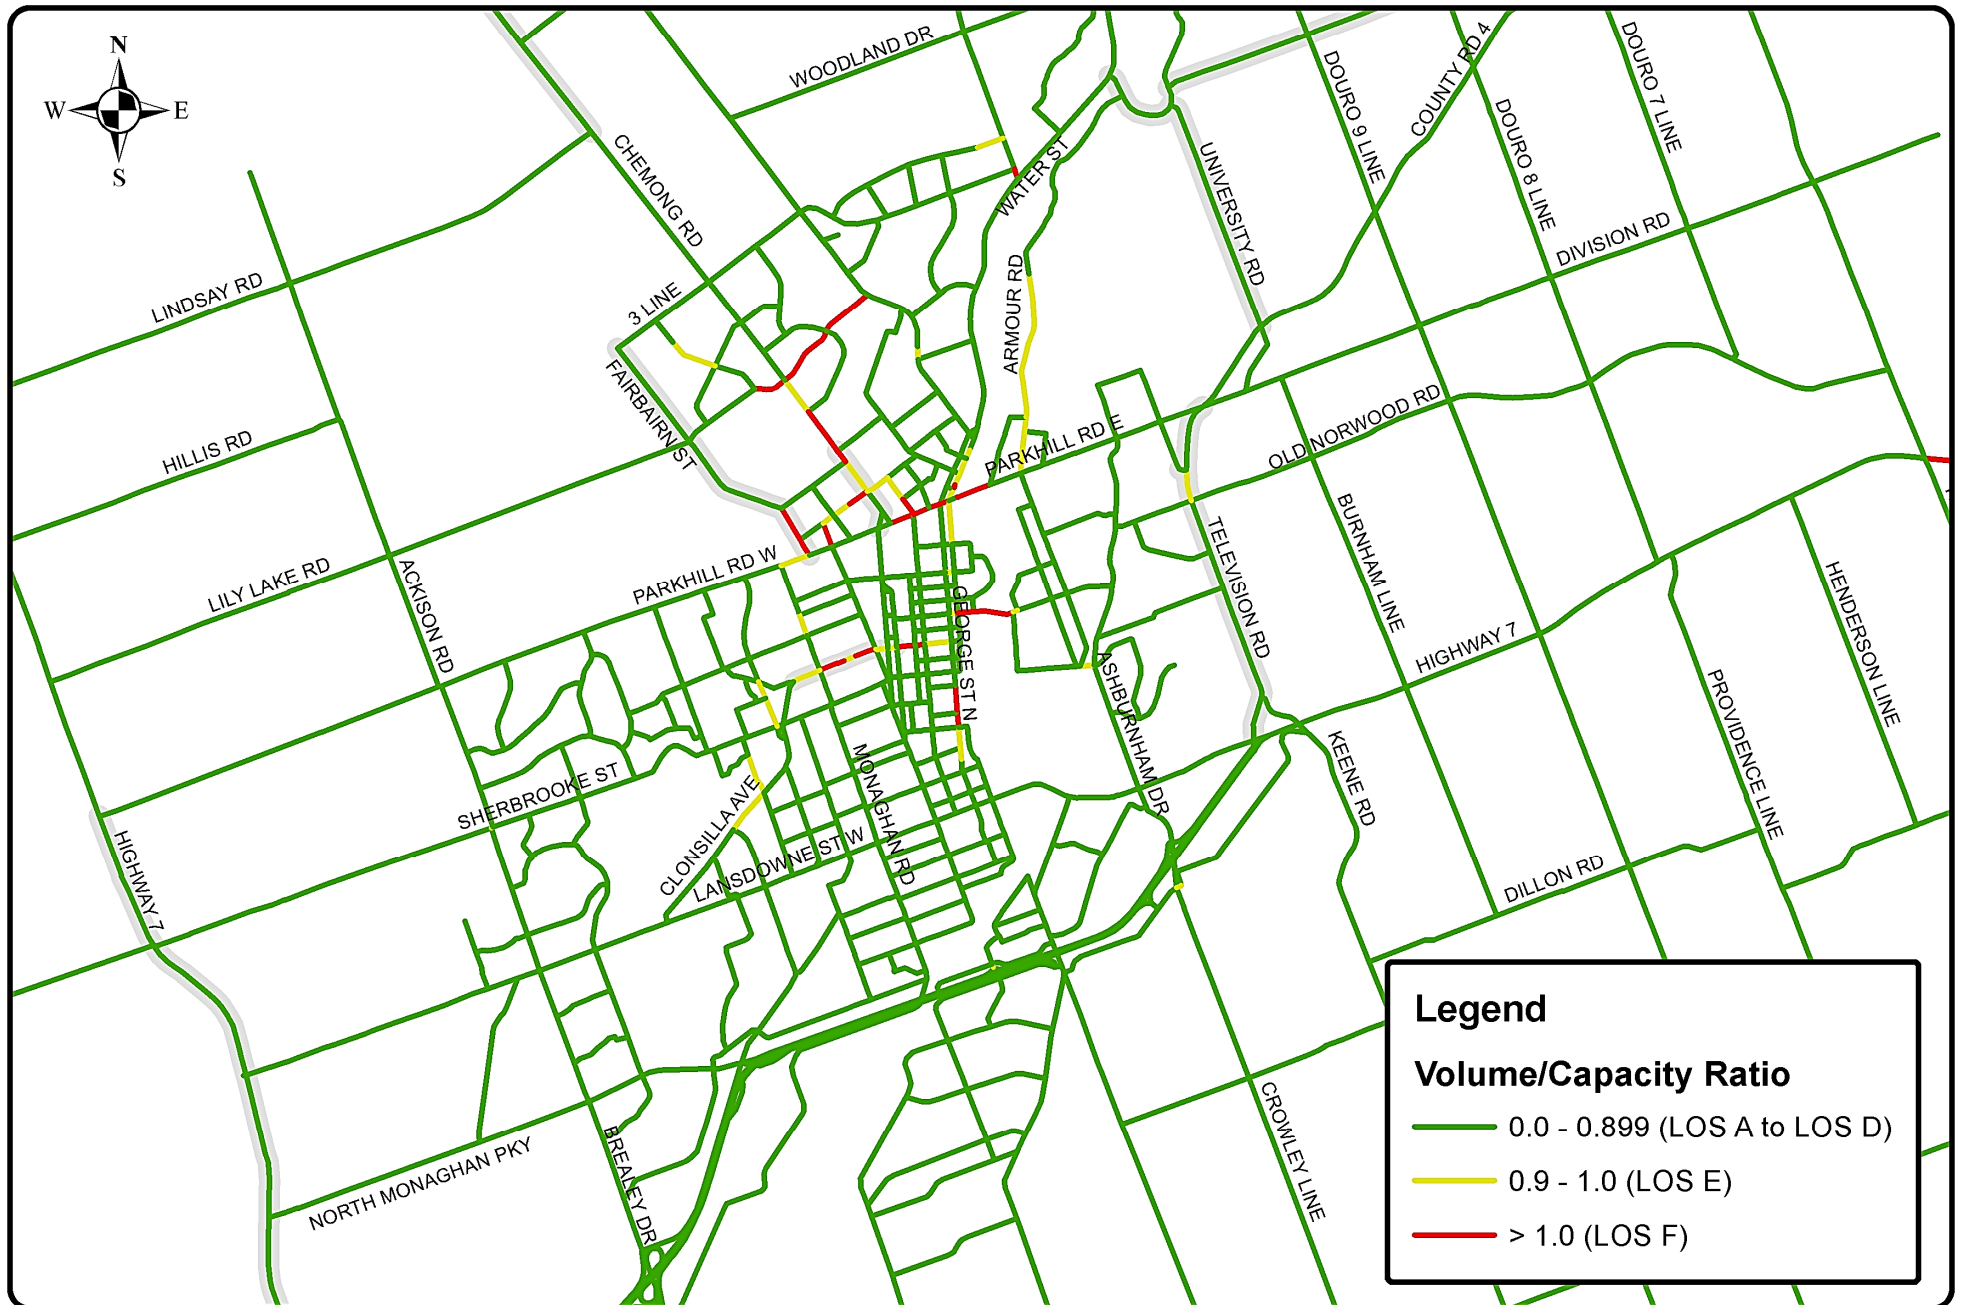 N
W E
S
WOODLAND DR
CHEMONG RD
WATER ST
UNIVERSITY RD
DOURO 9 LINE
COUNTY RD 4
DOURO 8 LINE
DOURO 7 LINE
DIVISION RD
LINDSAY RD
3 LINE
ARMOUR RD
FAIRBAIRN ST
HILLIS RD
PARKHILL RD E
OLD NORWOOD RD
LILY LAKE RD
ACKISON RD
PARKHILL RD W
GEORGE ST N
TELEVISION RD
BURNHAM LINE
HENDERSON LINE
HIGHWAY 7
PROVIDENCE LINE
ASHBURNHAM DR
KEENE RD
SHERBROOKE ST
CLONSILLA AVE
MONAGHAN RD
LANSDOWNE ST W
HIGHWAY 7
DILLON RD
NORTH MONAGHAN PKY
BREALEY DR
CROWLEY LINE
Legend
Volume/Capacity Ratio
0.0 - 0.899 (LOS A to LOS D)
0.9 - 1.0 (LOS E)
> 1.0 (LOS F)